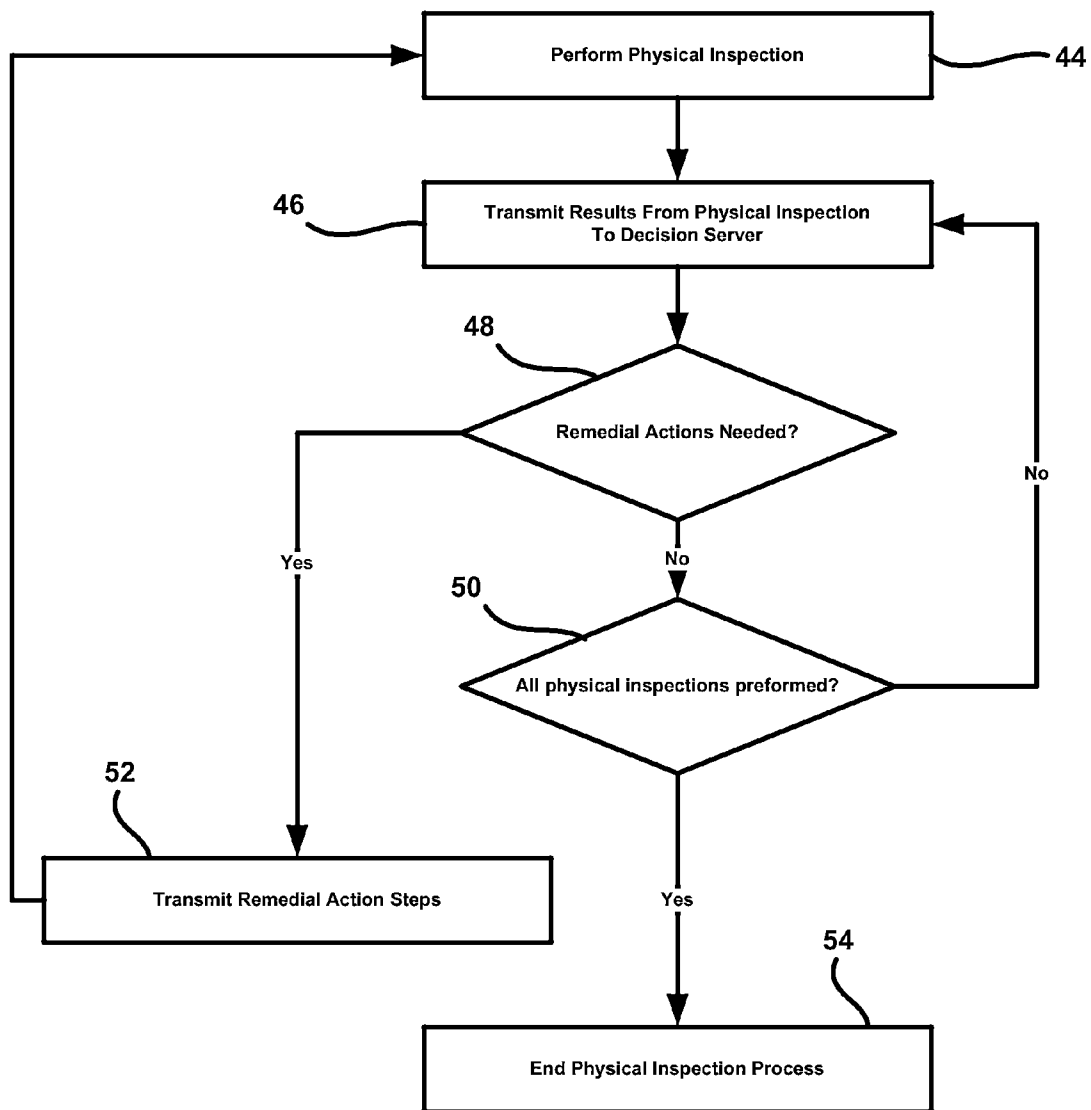 Perform Physical Inspection
44
46
Transmit Results From Physical Inspection
To Decision Server
48
Remedial Actions Needed?
No
Yes
No
50
All physical inspections preformed?
52
Transmit Remedial Action Steps
Yes
54
End Physical Inspection Process